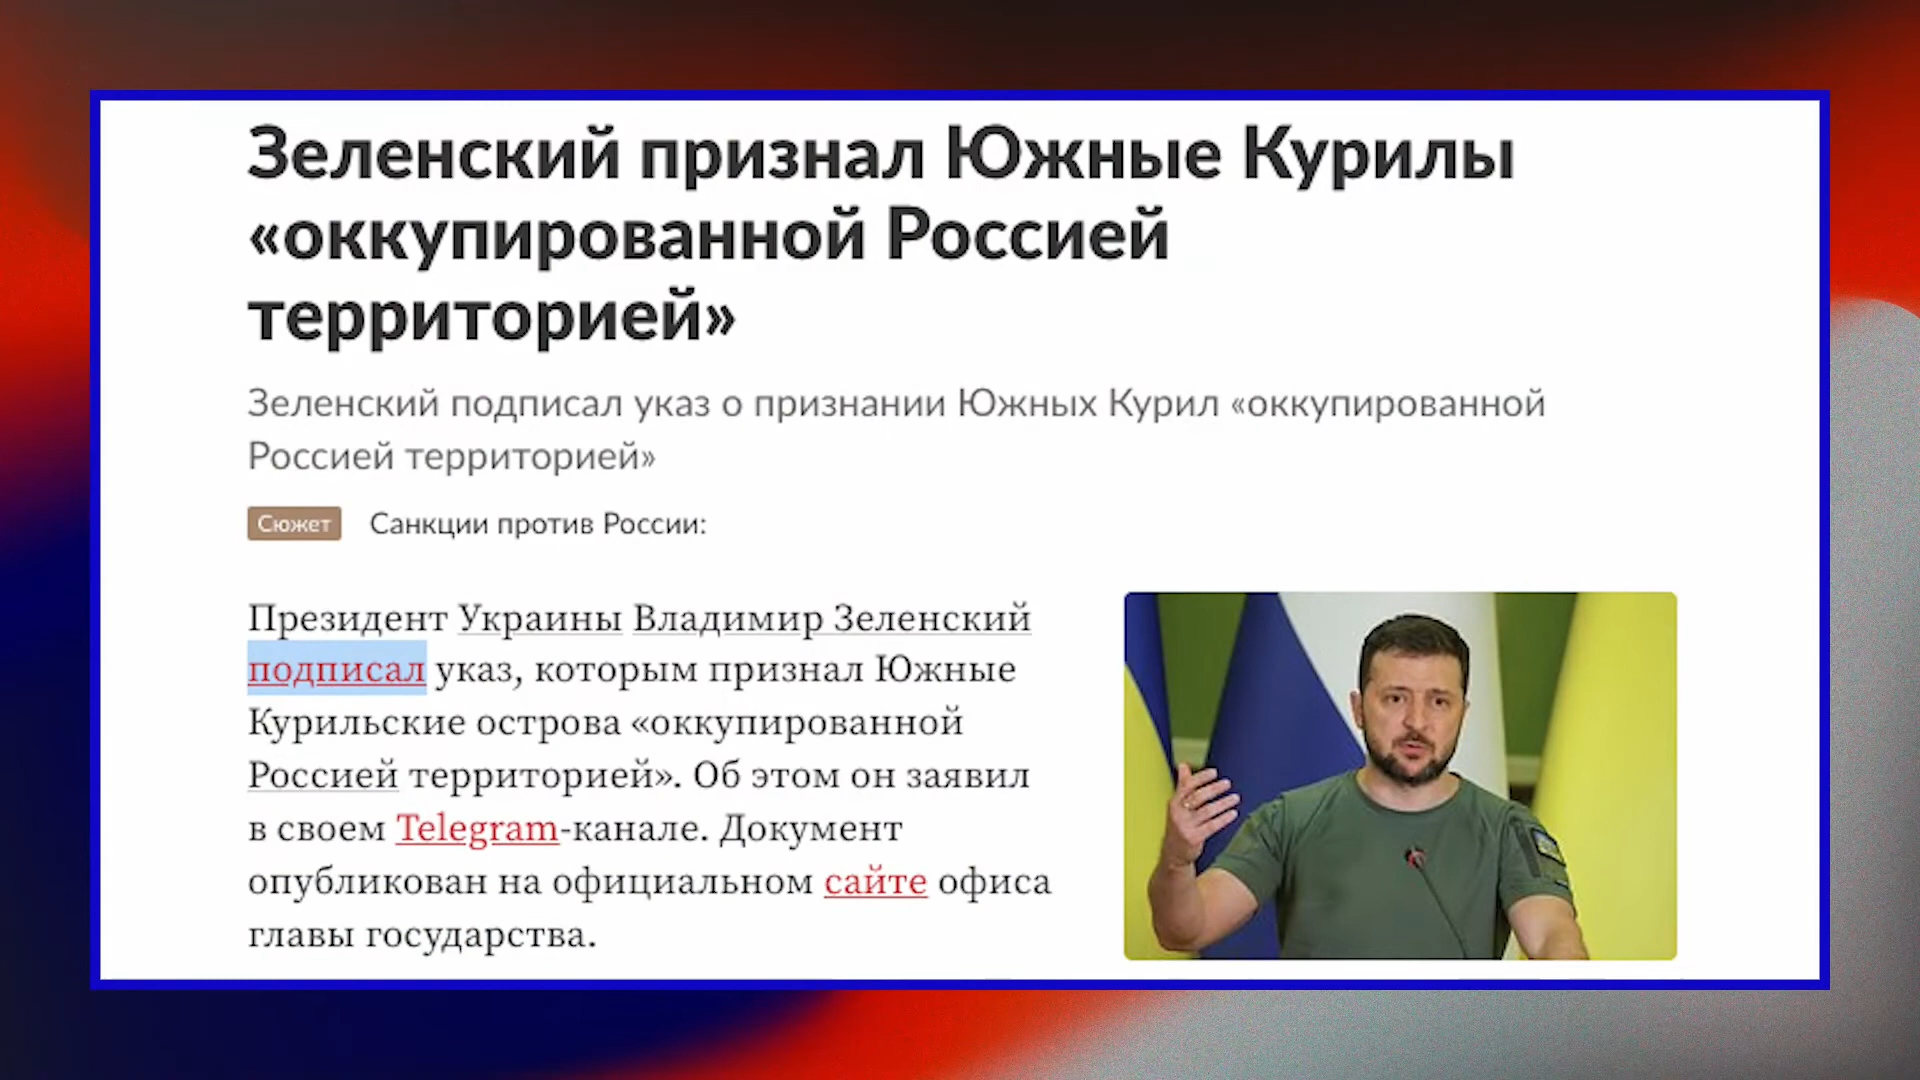 Зеленский признал Южные Курилы
«оккупированной Россией
территорией»
Зеленский подписал указ о признании Южных Курил «оккупированной
Россией территорией»
Сюжет Санкции против России:
Президент Украины Владимир Зеленский
подписал указ, которым признал Южные
Курильские острова «оккупированной
Россией территорией». Об этом он заявил
в своем Telegram-канале. Документ
опубликован на официальном сайте офиса
главы государства.